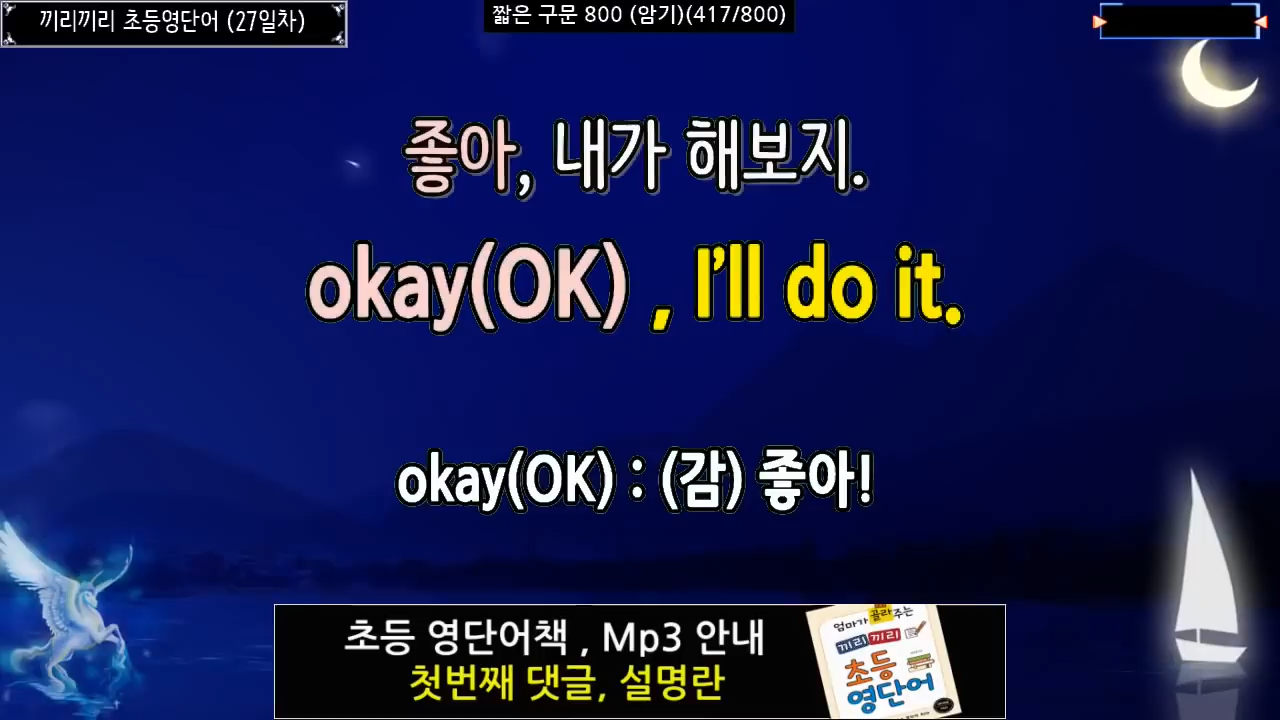 끼리끼리 초등영단어 (27일차)
짧은 구문 800 (암기)(417/800)
좋아, 내가 해보지.
okay(OK) , I'll do it.
okay(OK) : (감) 좋아!
초등 영단어책 , Mp3 안내
첫번째 댓글, 설명란
엄마가 골라주는
끼리끼리
초등
영단어